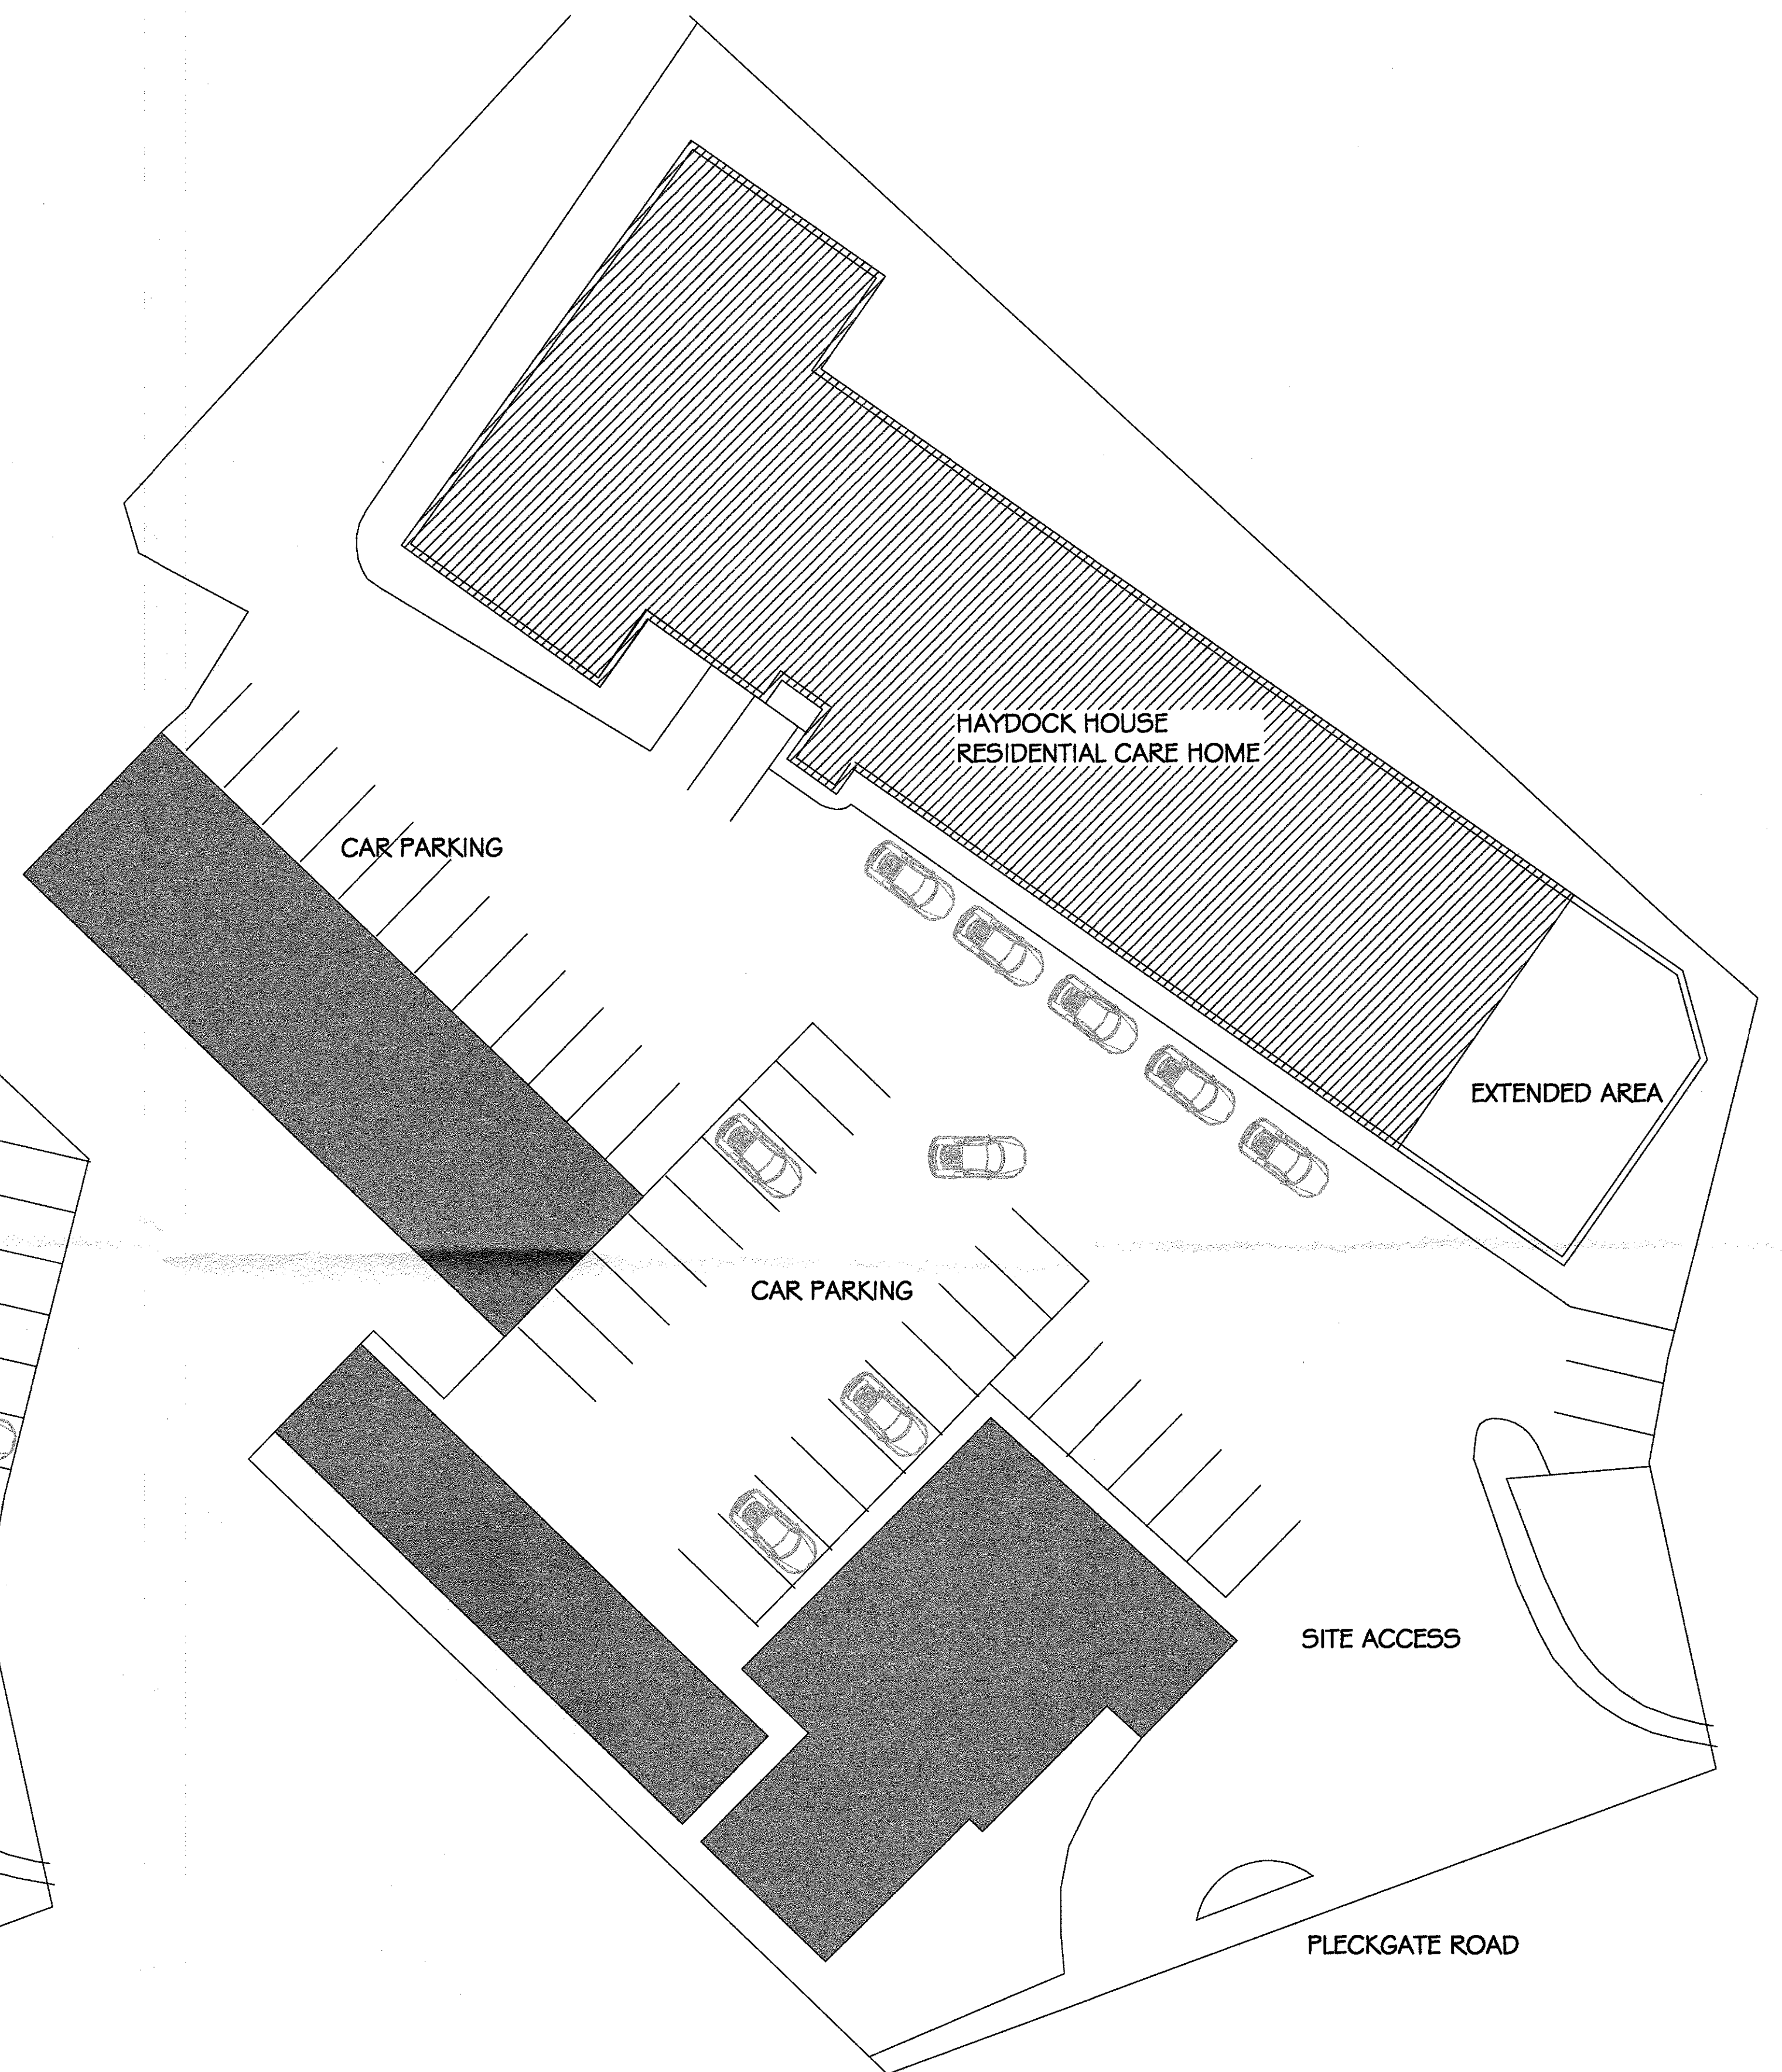 HAYDOCK HOUSE
RESIDENTIAL CARE HOME
CAR PARKING
EXTENDED AREA
CAR PARKING
SITE ACCESS
PLECKGATE ROAD